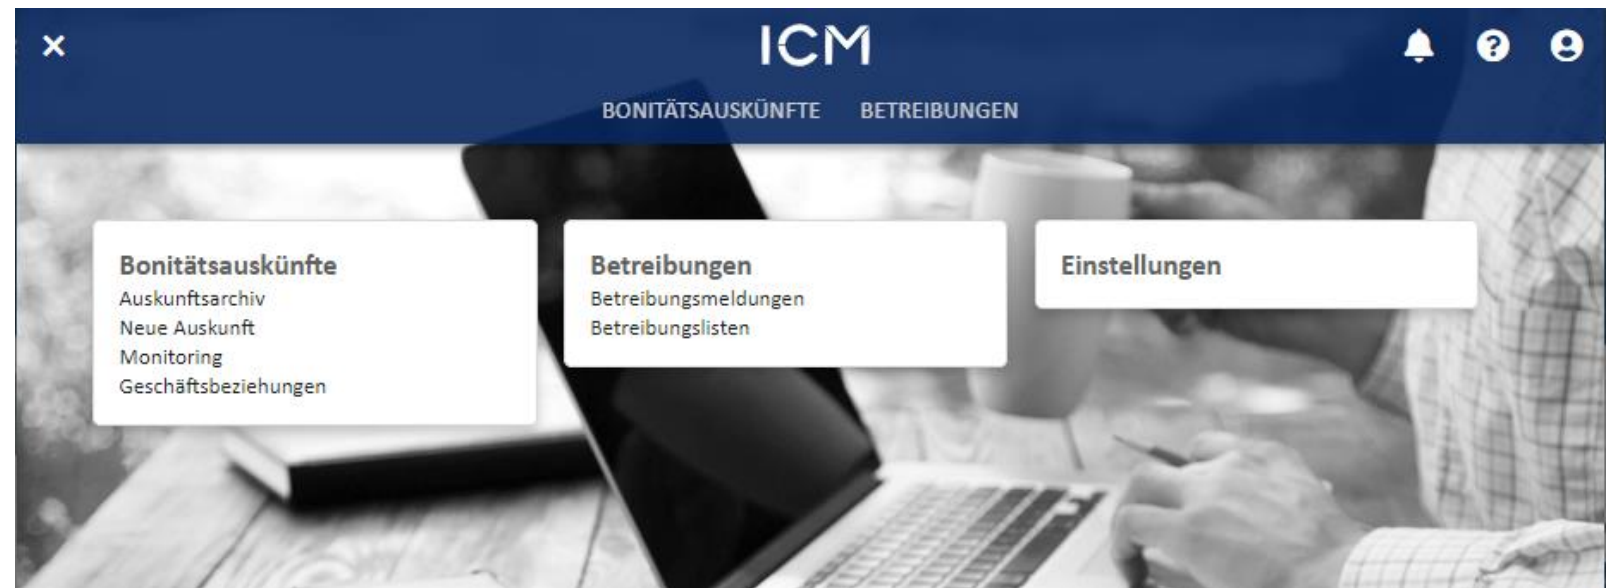 ICM
BONITÄTSAUSKÜNFTE BETREIBUNGEN
Bonitätsauskünfte
Auskunftsarchiv
Neue Auskunft
Monitoring
Geschäftsbeziehungen
Betreibungen
Betreibungsmeldungen
Betreibungslisten
Einstellungen